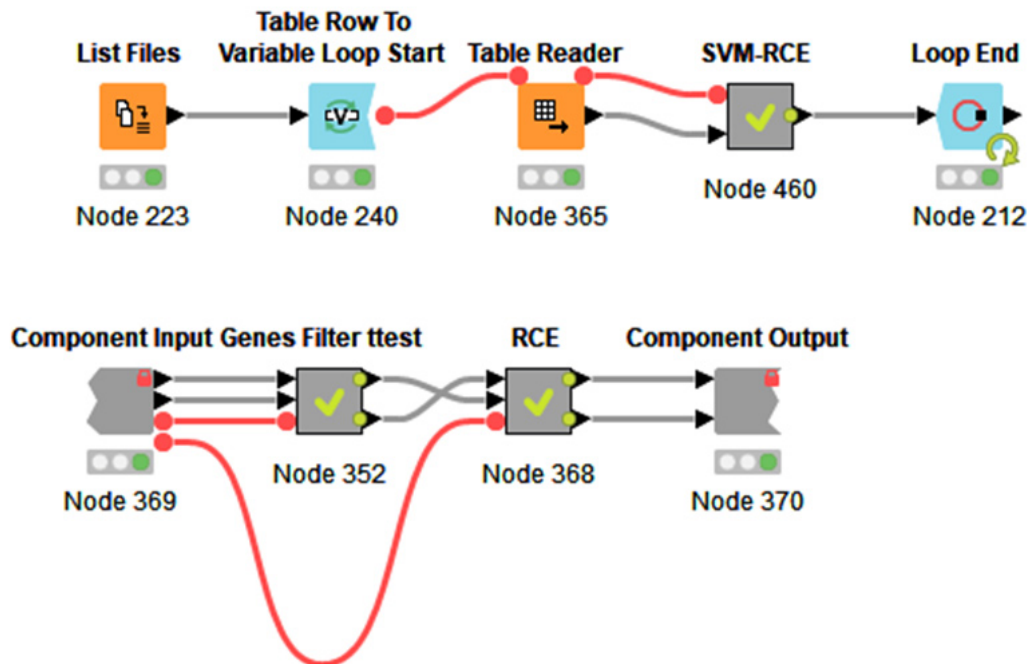 List Files
Table Row To
Variable Loop Start
Table Reader
SVM-RCE
Loop End
V
Node 223
Node 240
Node 365
Node 460
Node 212
Component Input
Genes Filter ttest
RCE
Component Output
Node 369
Node 352
Node 368
Node 370